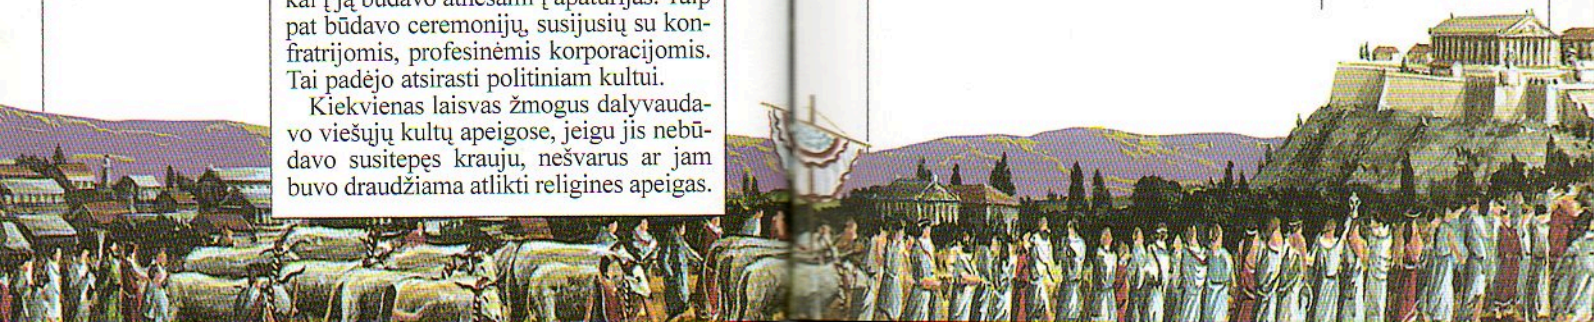 pat būdavo ceremonijų, susijusių su kon-
fratrijomis, profesinėmis korporacijomis.
Tai padėjo atsirasti politiniam kultui.
Kiekvienas laisvas žmogus dalyvauda-
vo viešųjų kultų apeigose, jeigu jis nebū-
davo susitepęs krauju, nešvarus ar jam
buvo draudžiama atlikti religines apeigas.